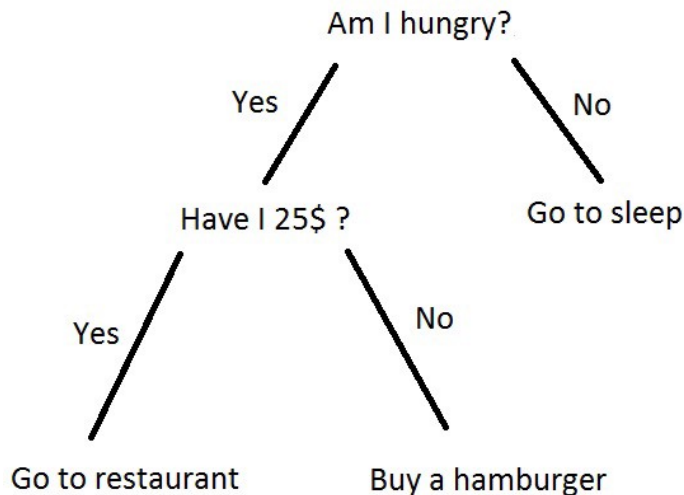 Am I hungry?
Yes
No
Have I 25$ ?
Go to sleep
Yes
No
Go to restaurant
Buy a hamburger